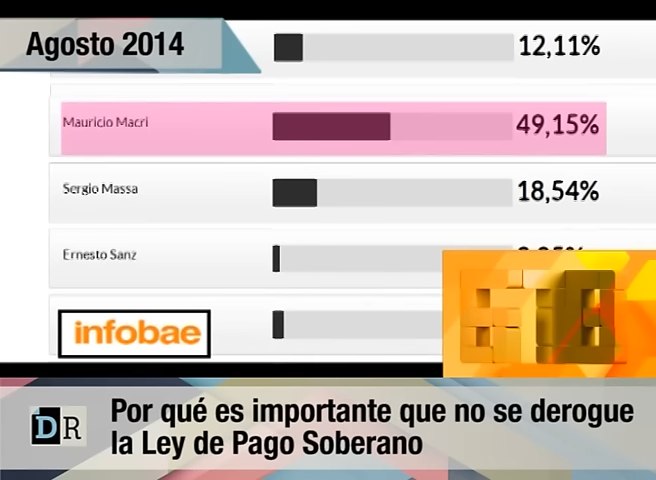 Agosto 2014
12,11%
Mauricio Macri
49,15%
Sergio Massa
18,54%
Ernesto Sanz
infobae
DR
Por qué es importante que no se derogue
la Ley de Pago Soberano